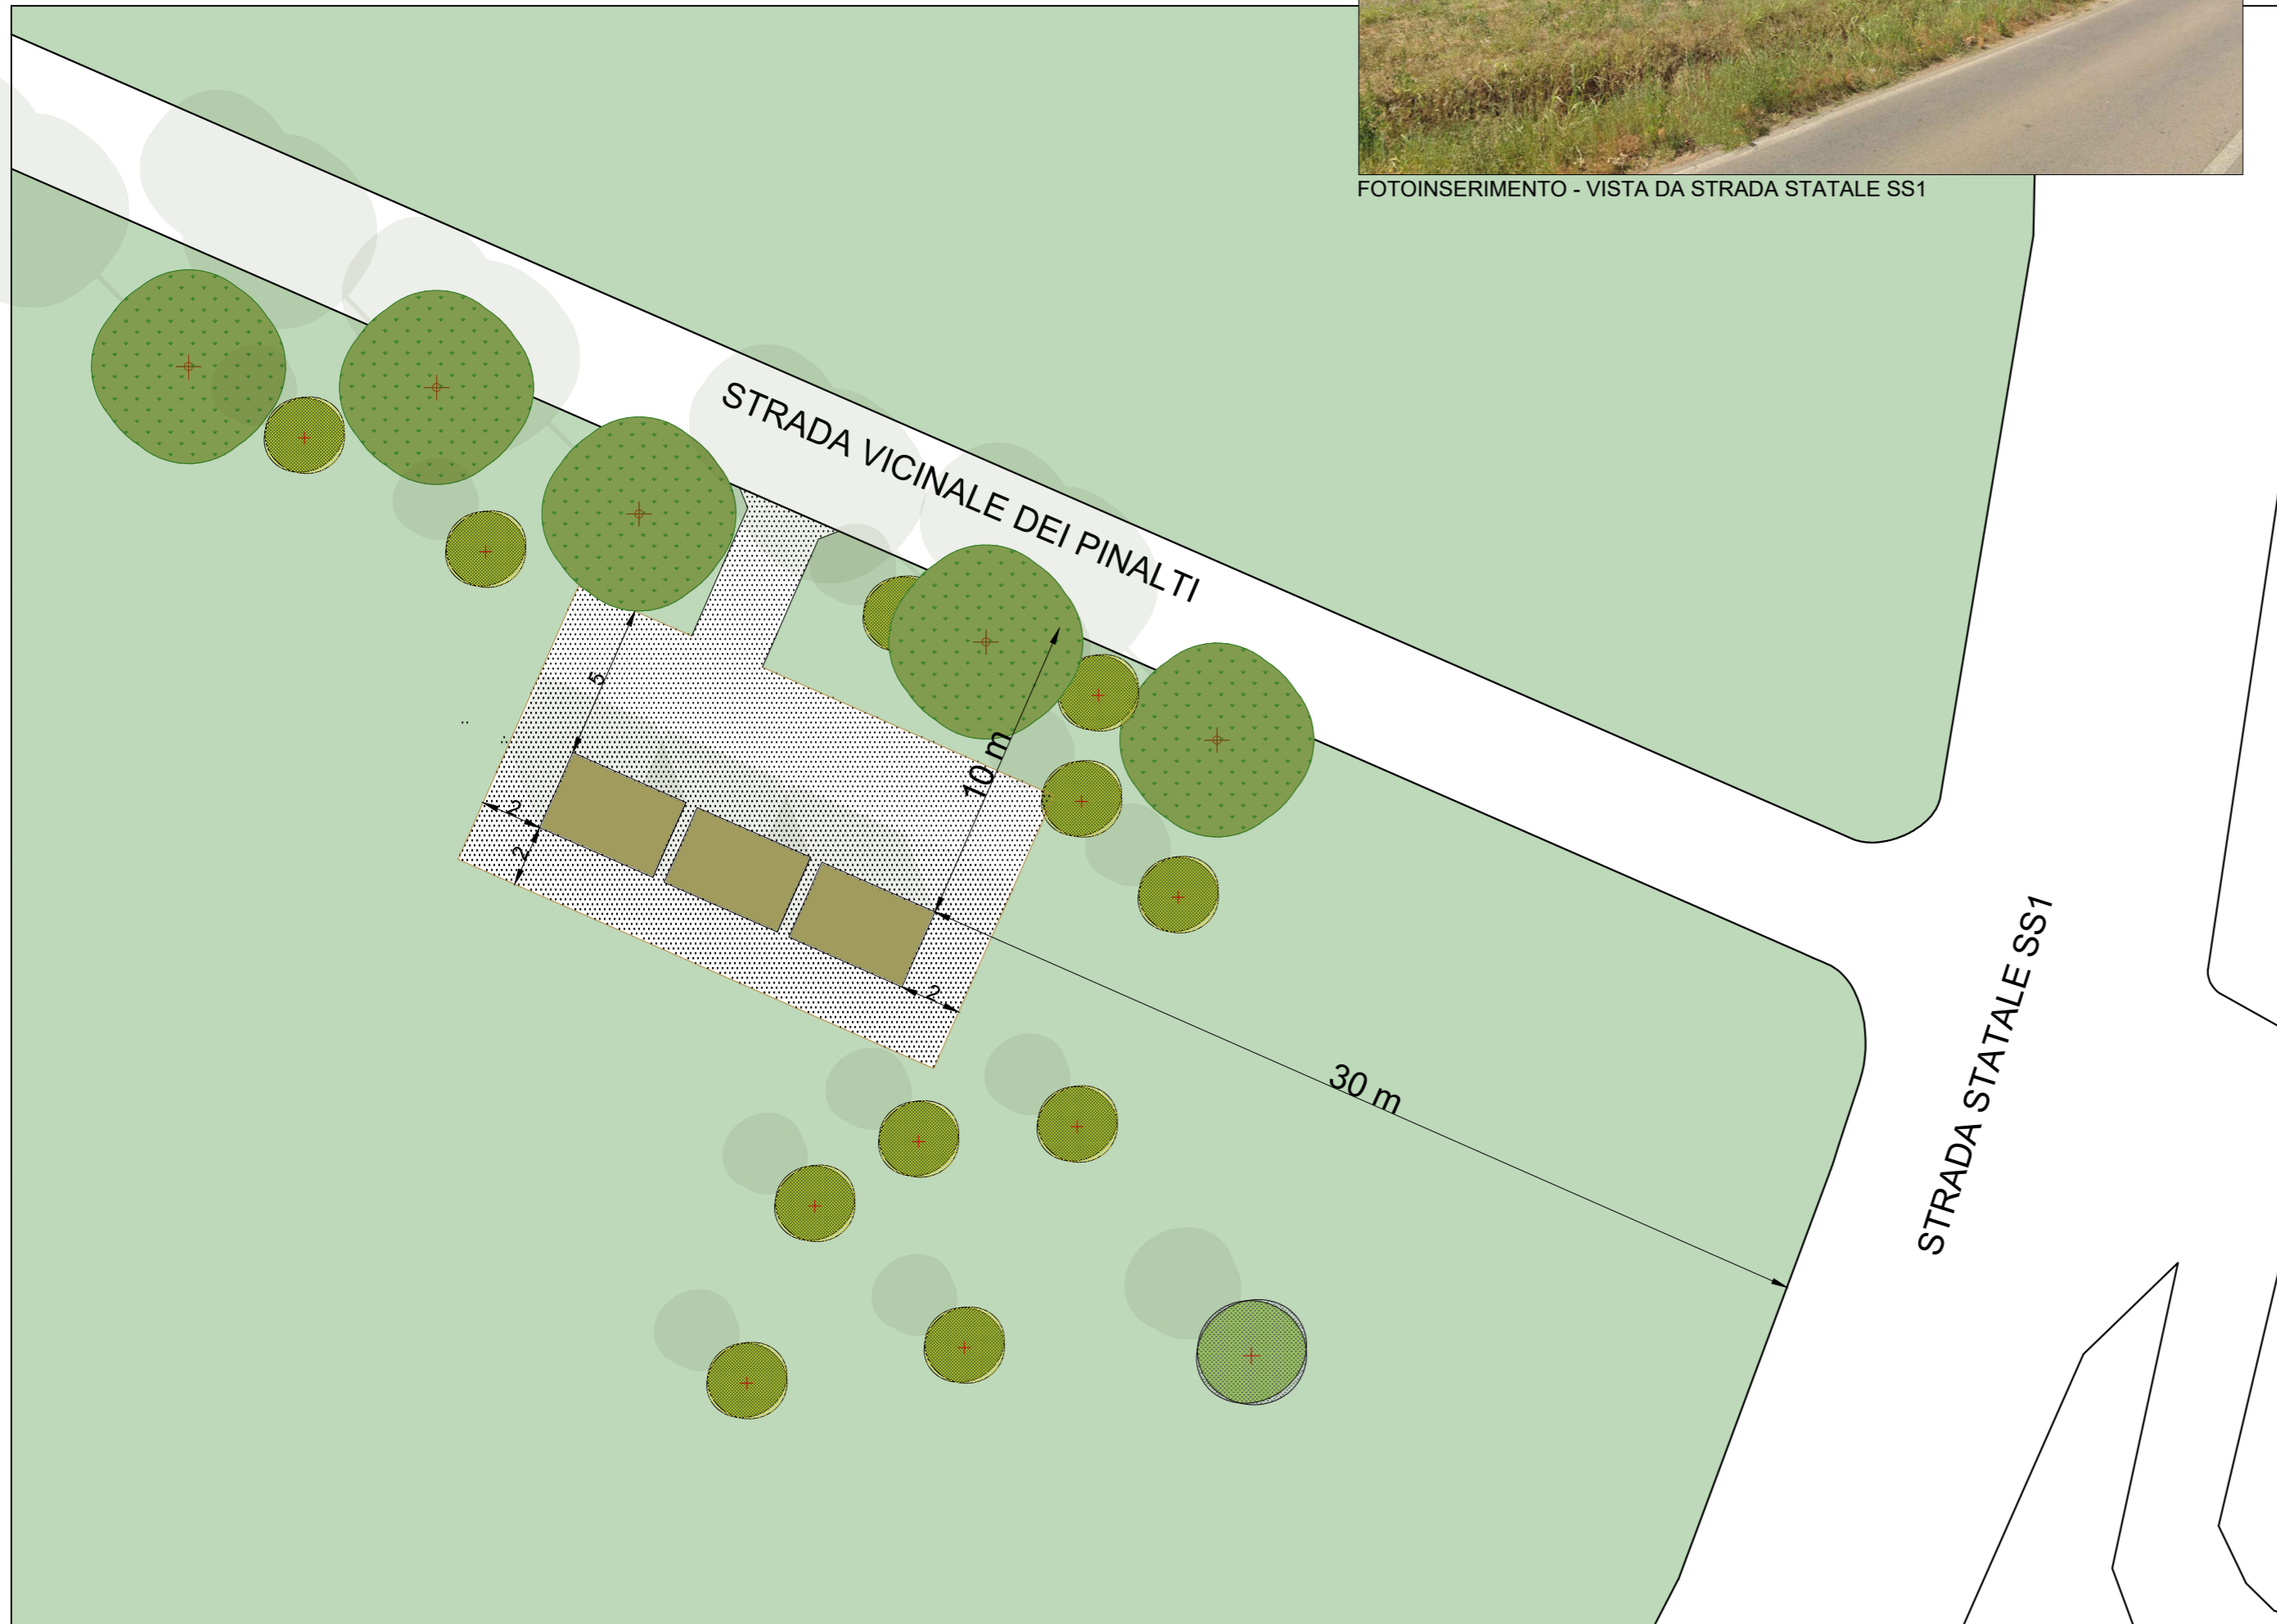 FOTOINSERIMENTO - VISTA DA STRADA STATALE SS1
STRADA VICINALE DEI PINALTI
5
10 m
2
2
2
30 m
STRADA STATALE SS1